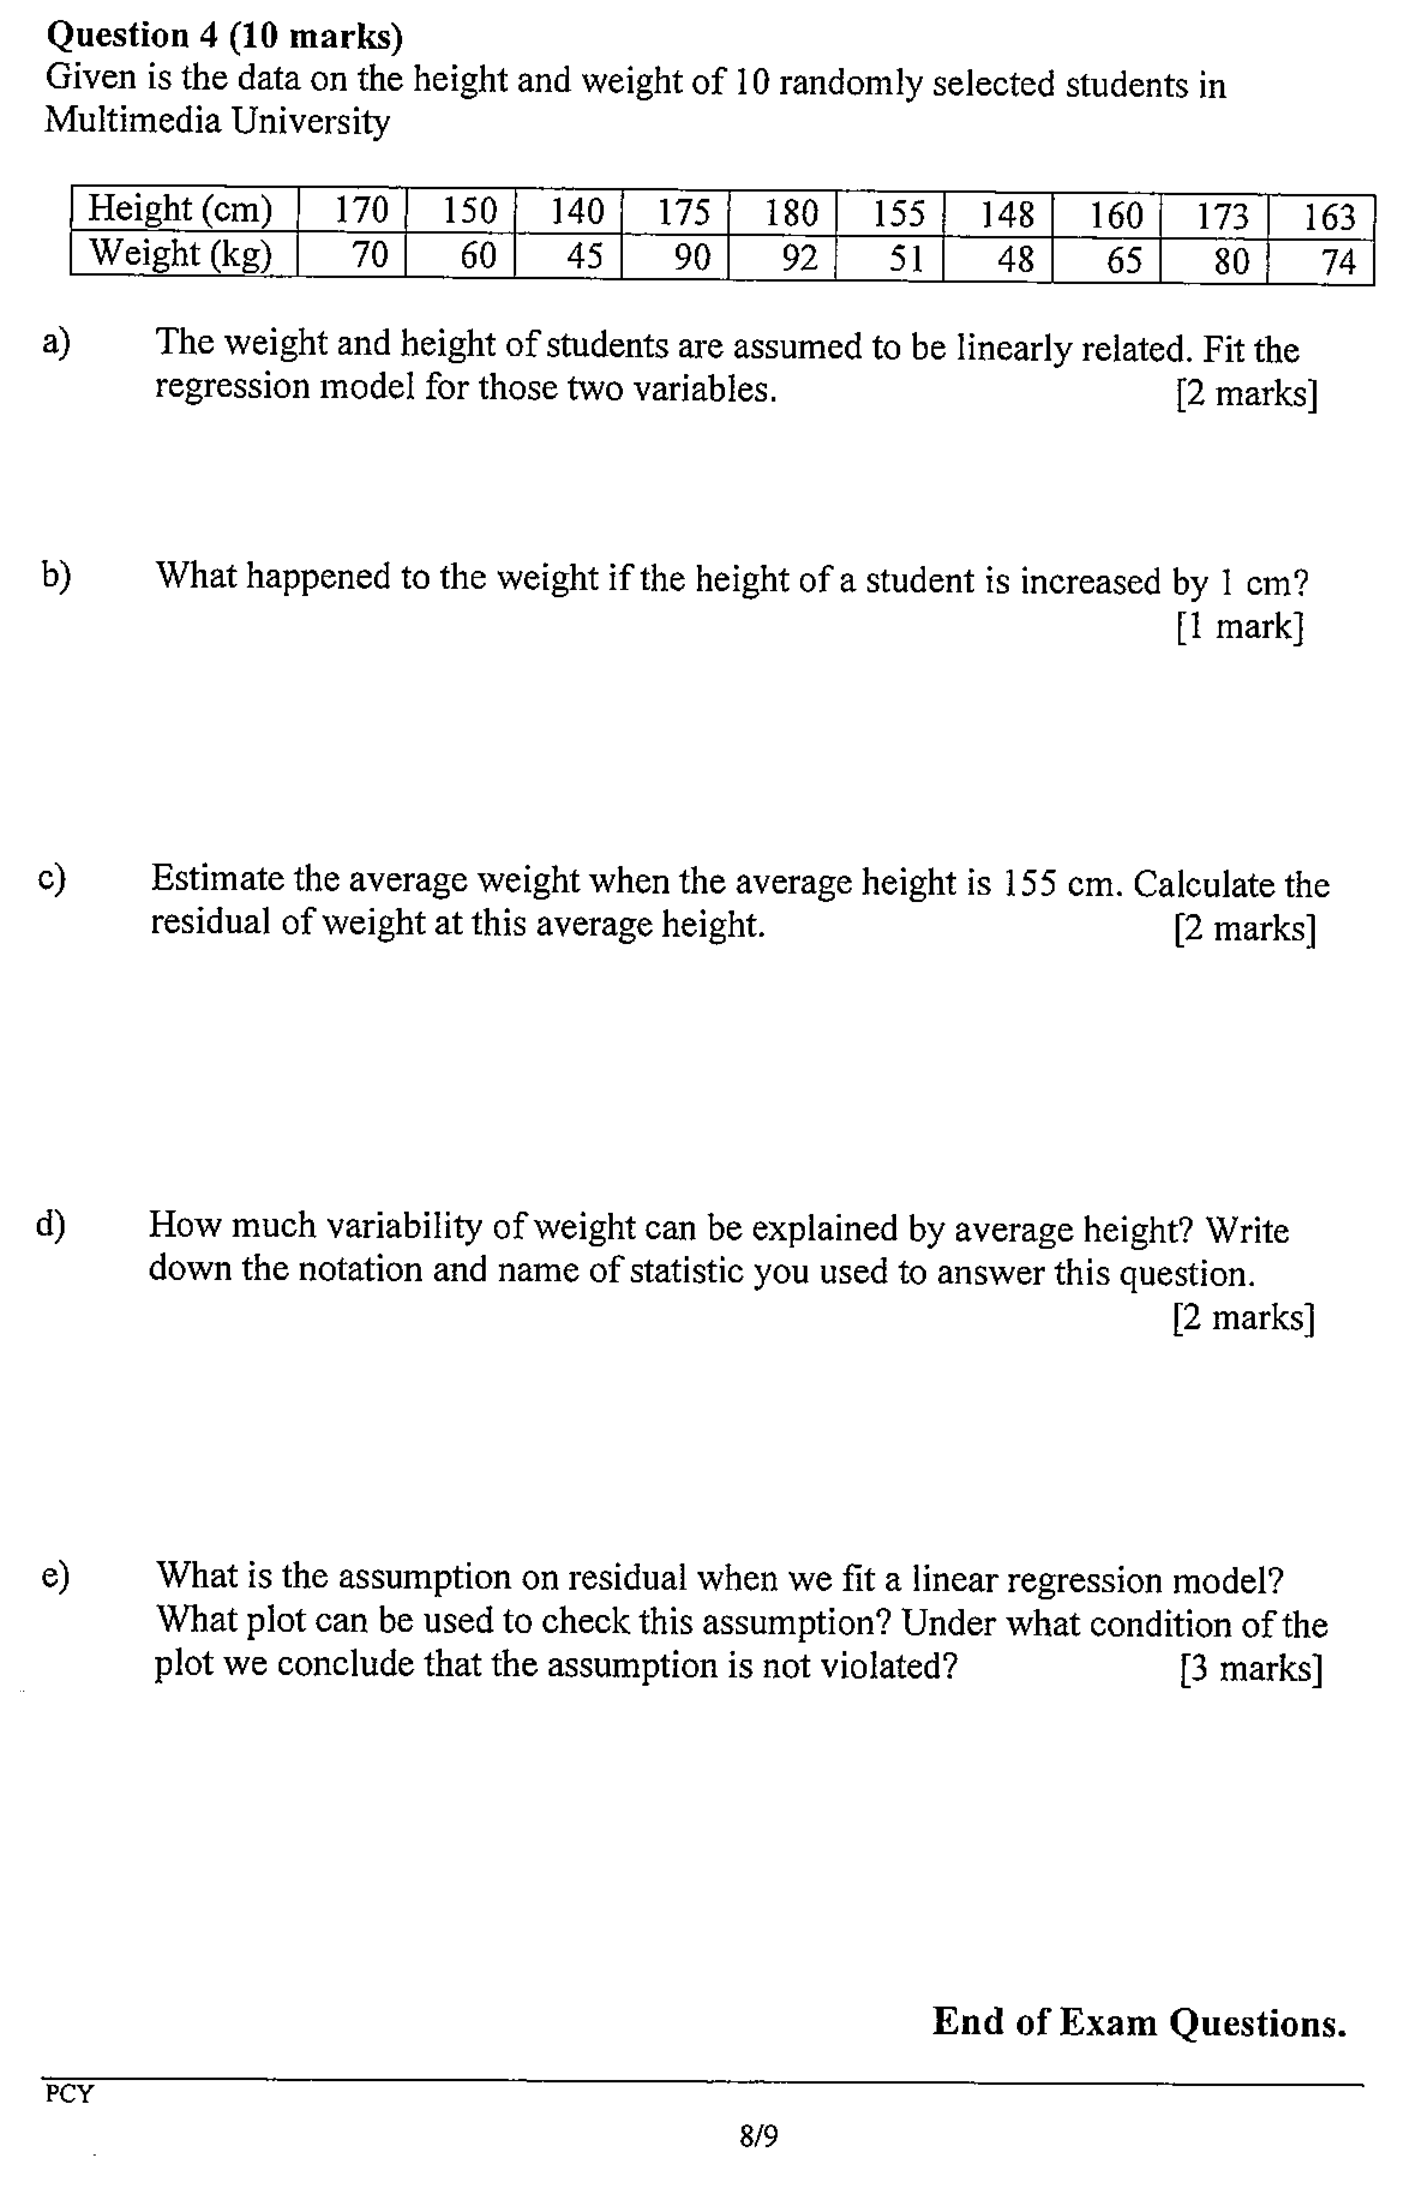 Question 4 (10 marks)
Given is the data on the height and weight of 10 randomly selected students in
Multimedia University
Height (cm) 170 150 140 175 180 155 148 160 173 163
Weight (kg) 70 60 45 90 92 51 48 65 80 74
a) The weight and height of students are assumed to be linearly related. Fit the
regression model for those two variables. [2 marks]
b) What happened to the weight if the height of a student is increased by 1 cm?
[1 mark]
c) Estimate the average weight when the average height is 155 cm. Calculate the
residual of weight at this average height. [2 marks]
d) How much variability of weight can be explained by average height? Write
down the notation and name of statistic you used to answer this question.
[2 marks]
e) What is the assumption on residual when we fit a linear regression model?
What plot can be used to check this assumption? Under what condition of the
plot we conclude that the assumption is not violated? [3 marks]
End of Exam Questions.
PCY
8/9